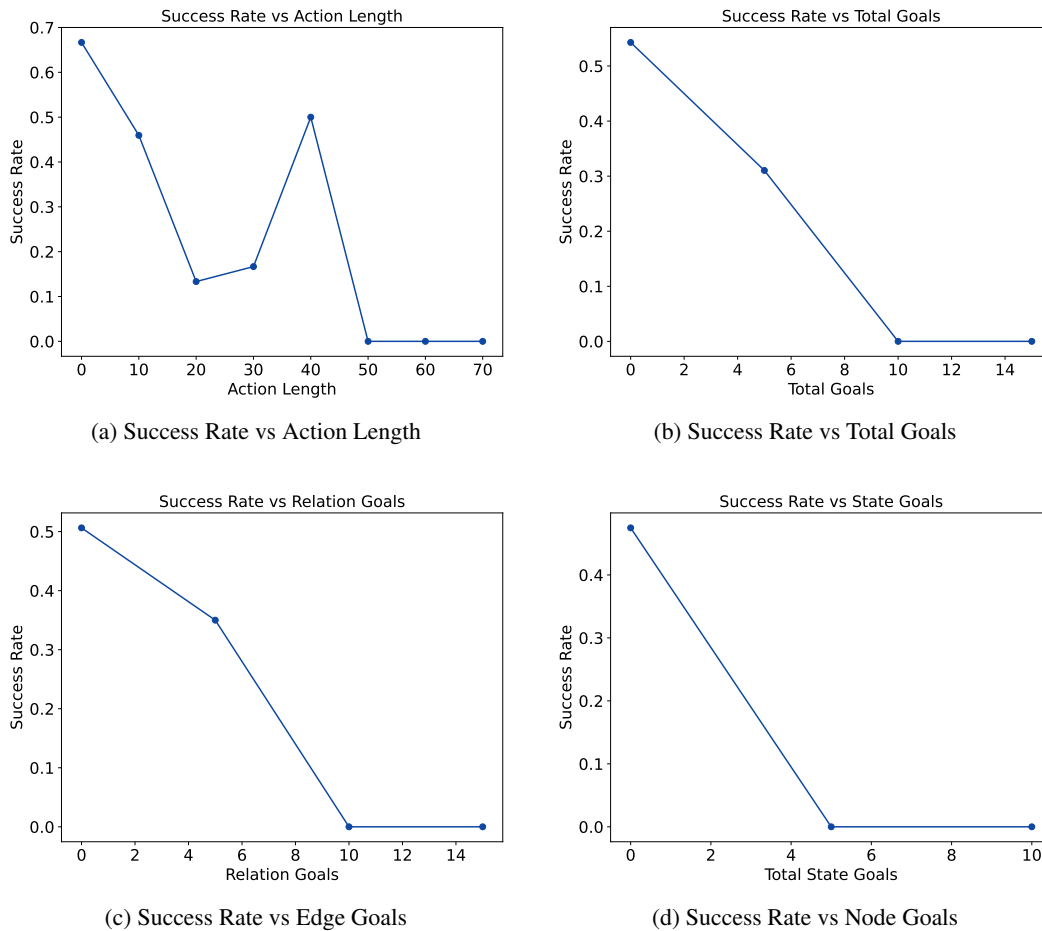 Success Rate vs Action Length
0.7
0.6
0.5
0.4
0.3
0.2
0.1
0.0
Success Rate
0 10 20 30 40 50 60 70
Action Length
(a) Success Rate vs Action Length
Success Rate vs Total Goals
0.5
0.4
0.3
0.2
0.1
0.0
Success Rate
0 2 4 6 8 10 12 14
Total Goals
(b) Success Rate vs Total Goals
Success Rate vs Relation Goals
0.5
0.4
0.3
0.2
0.1
0.0
Success Rate
0 2 4 6 8 10 12 14
Relation Goals
(c) Success Rate vs Edge Goals
Success Rate vs State Goals
0.4
0.3
0.2
0.1
0.0
Success Rate
0 2 4 6 8 10
Total State Goals
(d) Success Rate vs Node Goals